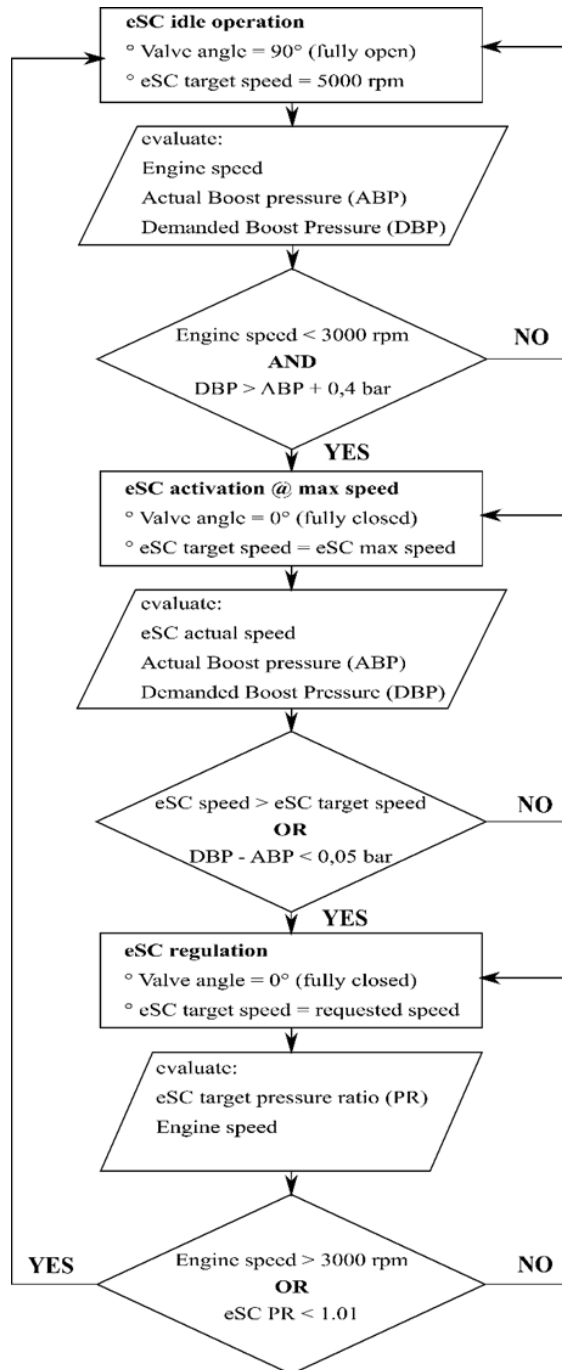 eSC idle operation
° Valve angle = 90° (fully open)
° eSC target speed = 5000 rpm
evaluate:
Engine speed
Actual Boost pressure (ABP)
Demanded Boost Pressure (DBP)
Engine speed < 3000 rpm
AND
DBP > ABP + 0,4 bar
NO
YES
eSC activation @ max speed
° Valve angle = 0° (fully closed)
° eSC target speed = eSC max speed
evaluate:
eSC actual speed
Actual Boost pressure (ABP)
Demanded Boost Pressure (DBP)
eSC speed > eSC target speed
OR
DBP - ABP < 0,05 bar
NO
YES
eSC regulation
° Valve angle = 0° (fully closed)
° eSC target speed = requested speed
evaluate:
eSC target pressure ratio (PR)
Engine speed
YES
Engine speed > 3000 rpm
OR
eSC PR < 1.01
NO